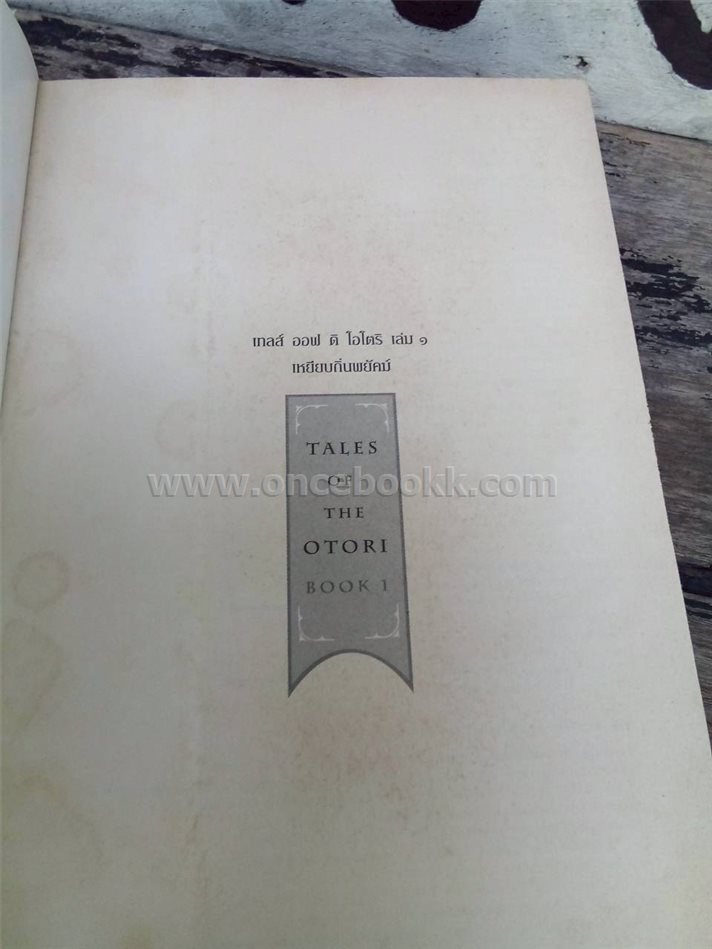 เทลส์ ออฟ ดิ โอโตริ เล่ม ๑
เหยียบถิ่นพยัคฆ์
TALES
OF
THE
OTORI
BOOK 1
www.oncebookk.com